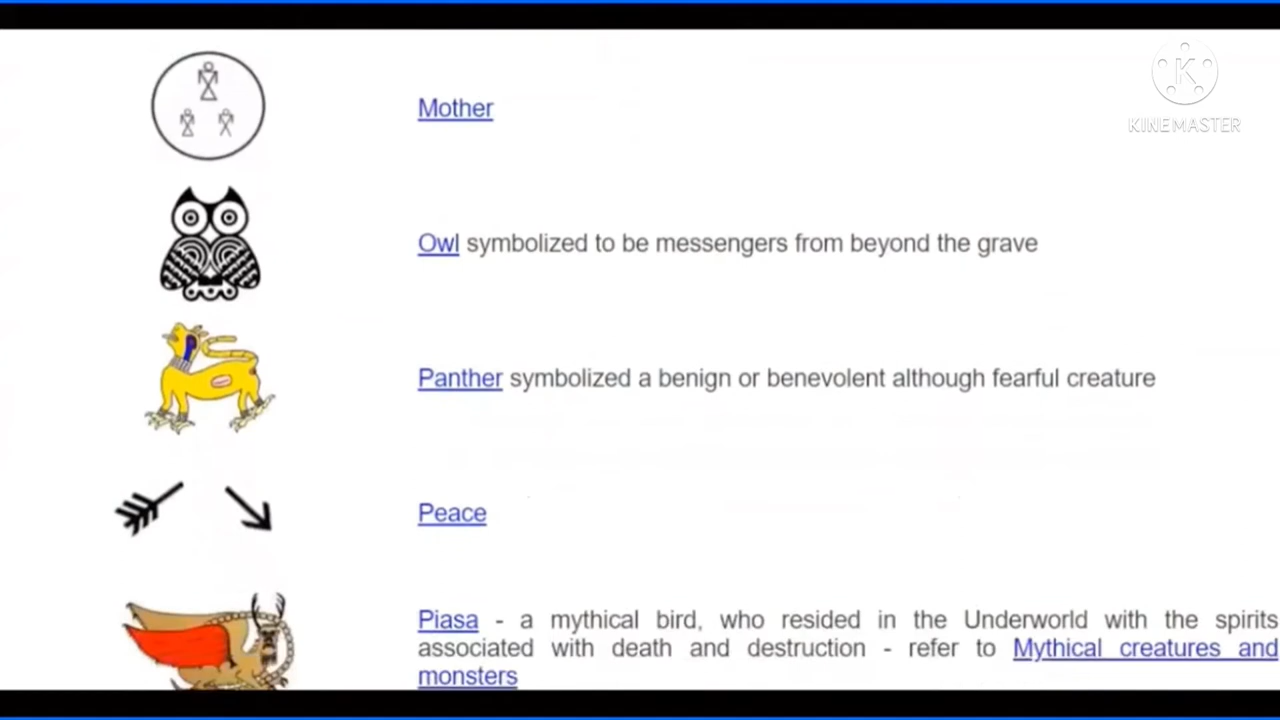 Mother
K
KINEMASTER
Owl symbolized to be messengers from beyond the grave
Panther symbolized a benign or benevolent although fearful creature
Peace
Piasa - a mythical bird, who resided in the Underworld with the spirits
associated with death and destruction - refer to Mythical creatures and
monsters